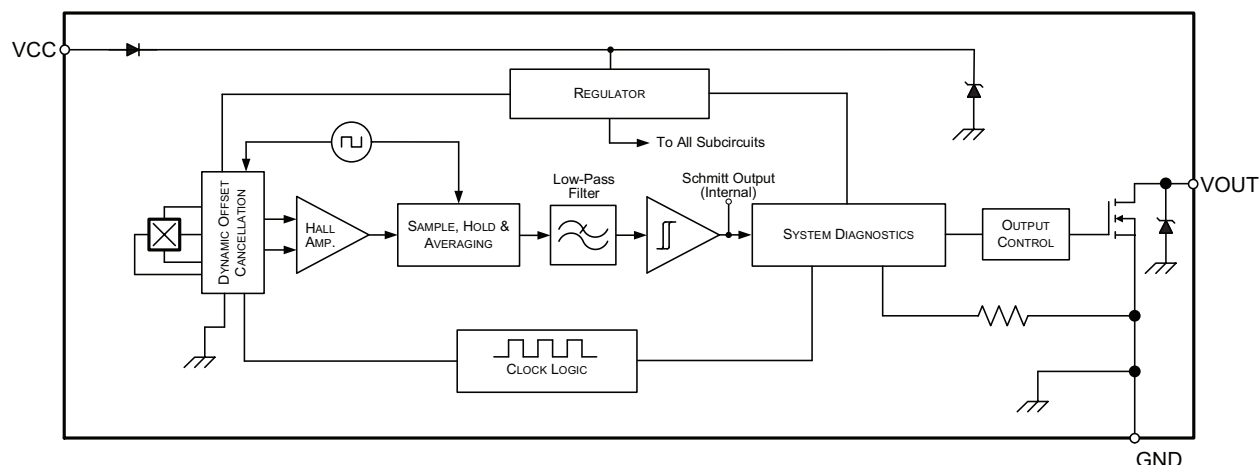 VCC
REGULATOR
To All Subcircuits
DYNAMIC OFFSET
CANCELLATION
HALL
AMP.
SAMPLE, HOLD &
AVERAGING
Low-Pass
Filter
Schmitt Output
(Internal)
SYSTEM DIAGNOSTICS
OUTPUT
CONTROL
VOUT
CLOCK LOGIC
GND